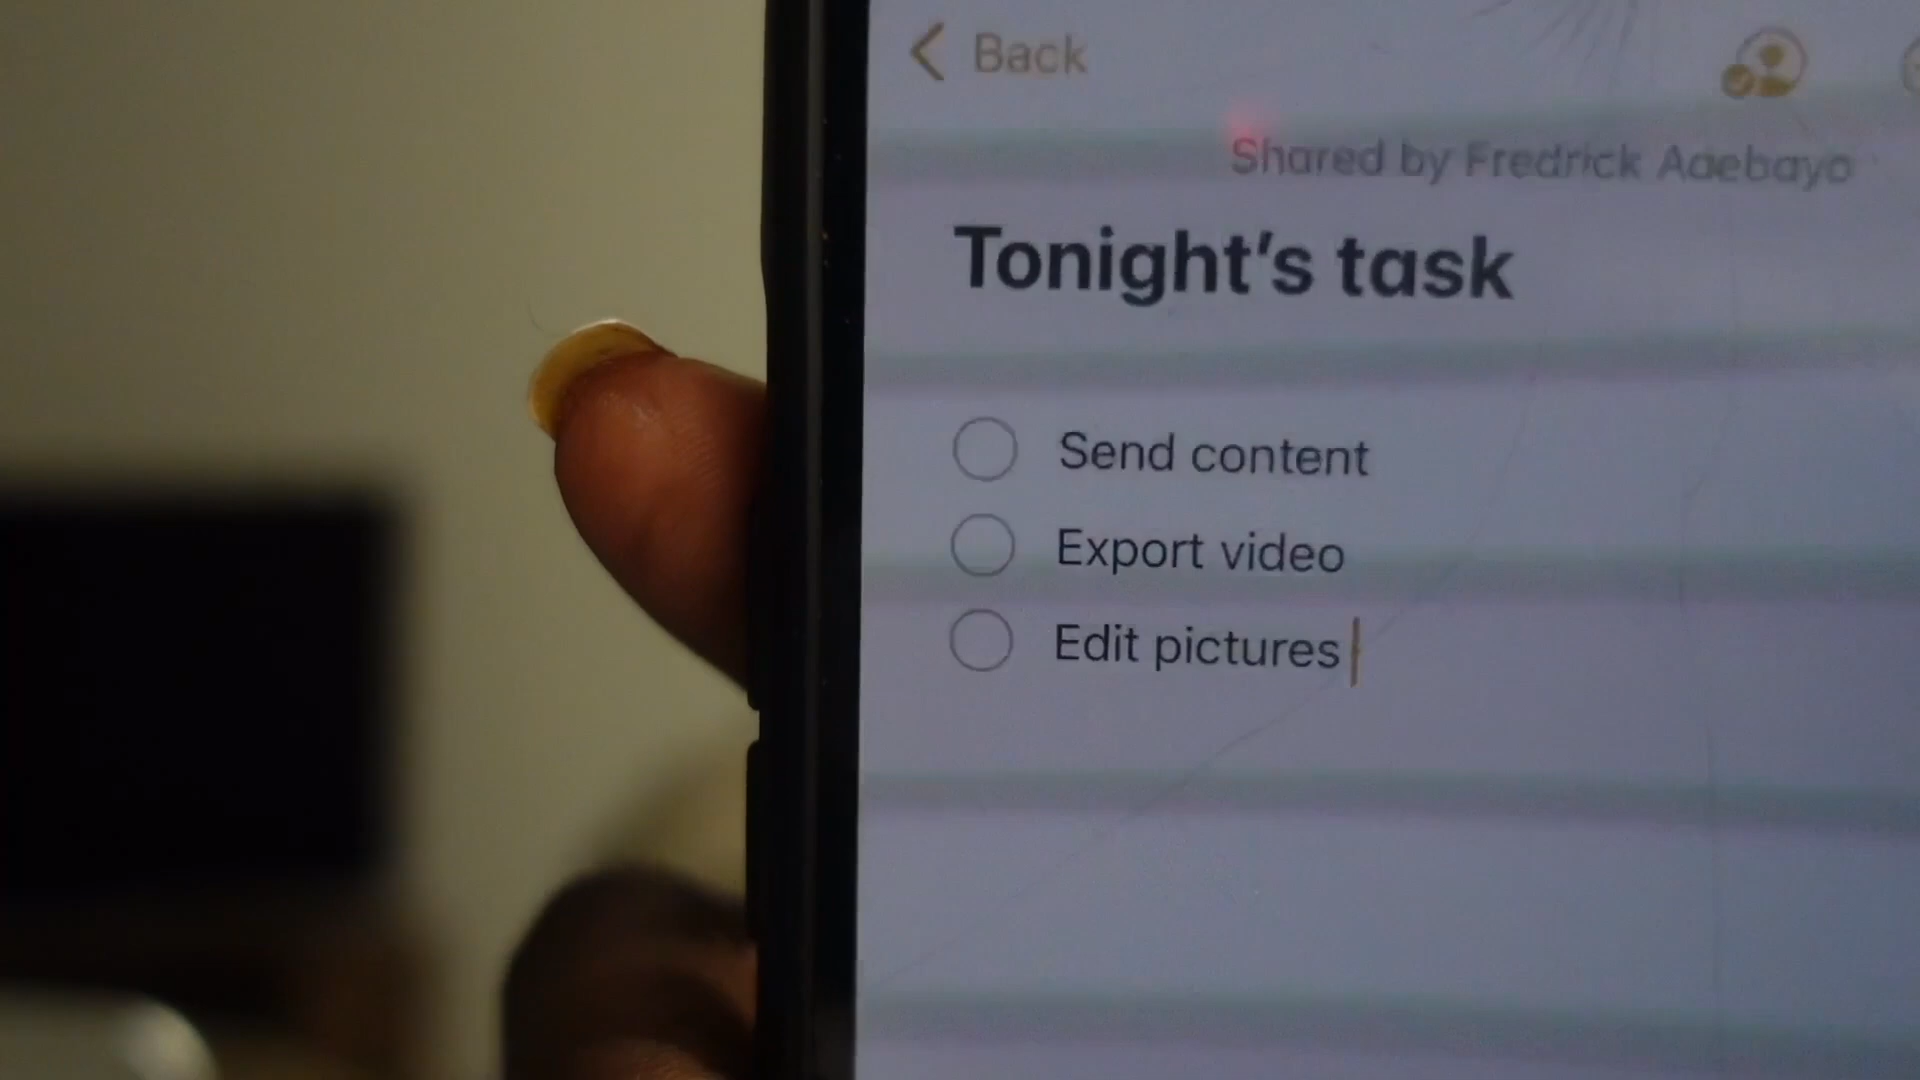 Back
Shared by Fredrick Adebayo
Tonight's task
Send content
Export video
Edit pictures